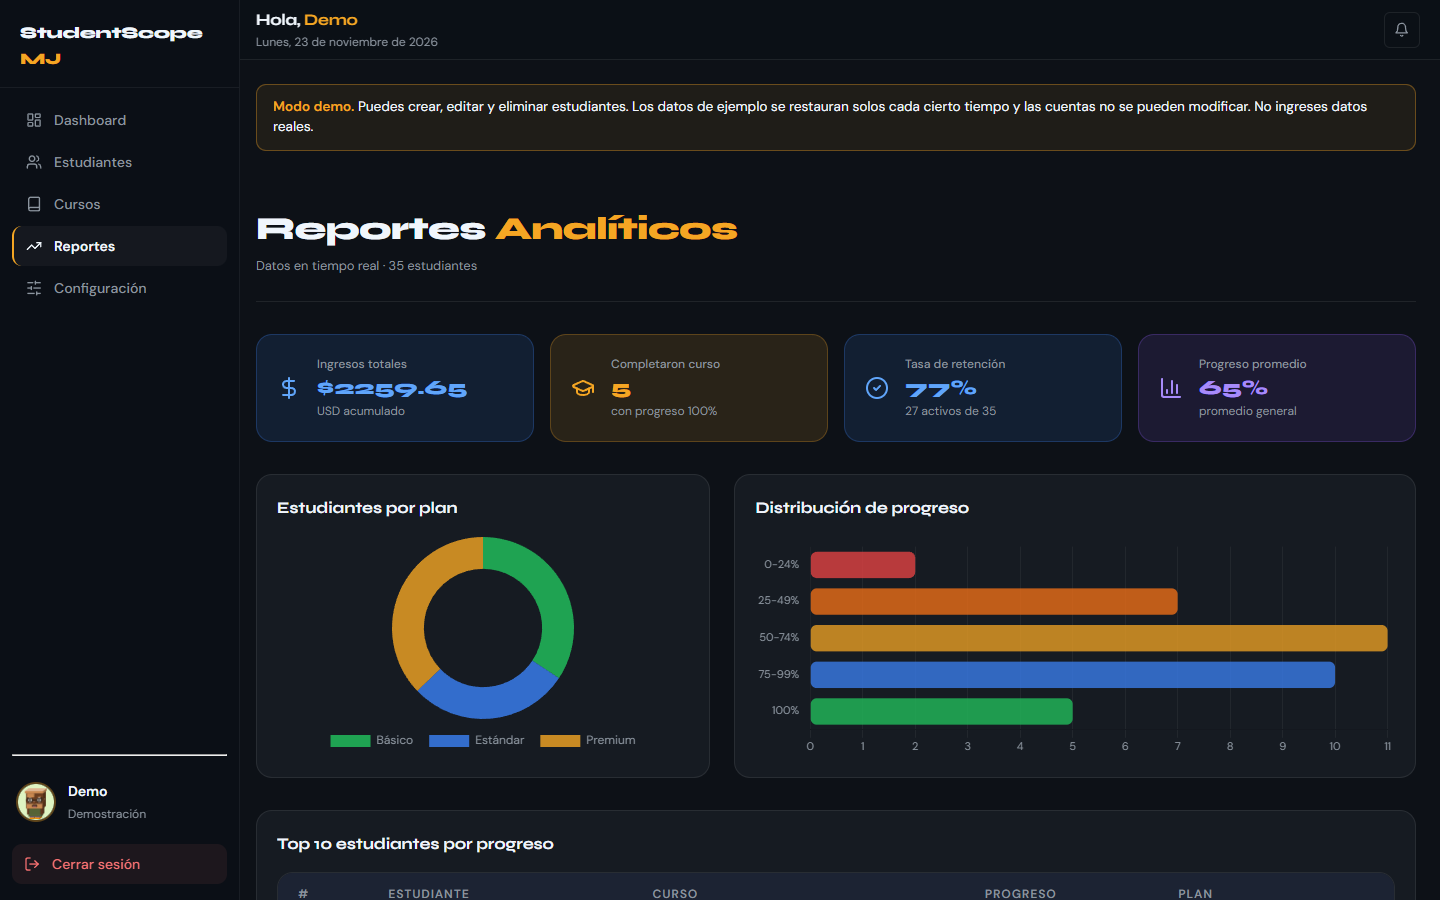 StudentScope
MJ
Dashboard
Estudiantes
Cursos
Reportes
Configuración
Demo
Demostración
Cerrar sesión
Hola, Demo
Lunes, 23 de noviembre de 2026
Modo demo. Puedes crear, editar y eliminar estudiantes. Los datos de ejemplo se restauran solos cada cierto tiempo y las cuentas no se pueden modificar. No ingreses datos
reales.
Reportes Analíticos
Datos en tiempo real · 35 estudiantes
Ingresos totales
$2259.65
USD acumulado
Completaron curso
5
con progreso 100%
Tasa de retención
77%
27 activos de 35
Progreso promedio
65%
promedio general
Estudiantes por plan
Básico Estándar Premium
Distribución de progreso
0-24%
25-49%
50-74%
75-99%
100%
0 1 2 3 4 5 6 7 8 9 10 11
Top 10 estudiantes por progreso
# ESTUDIANTE CURSO PROGRESO PLAN